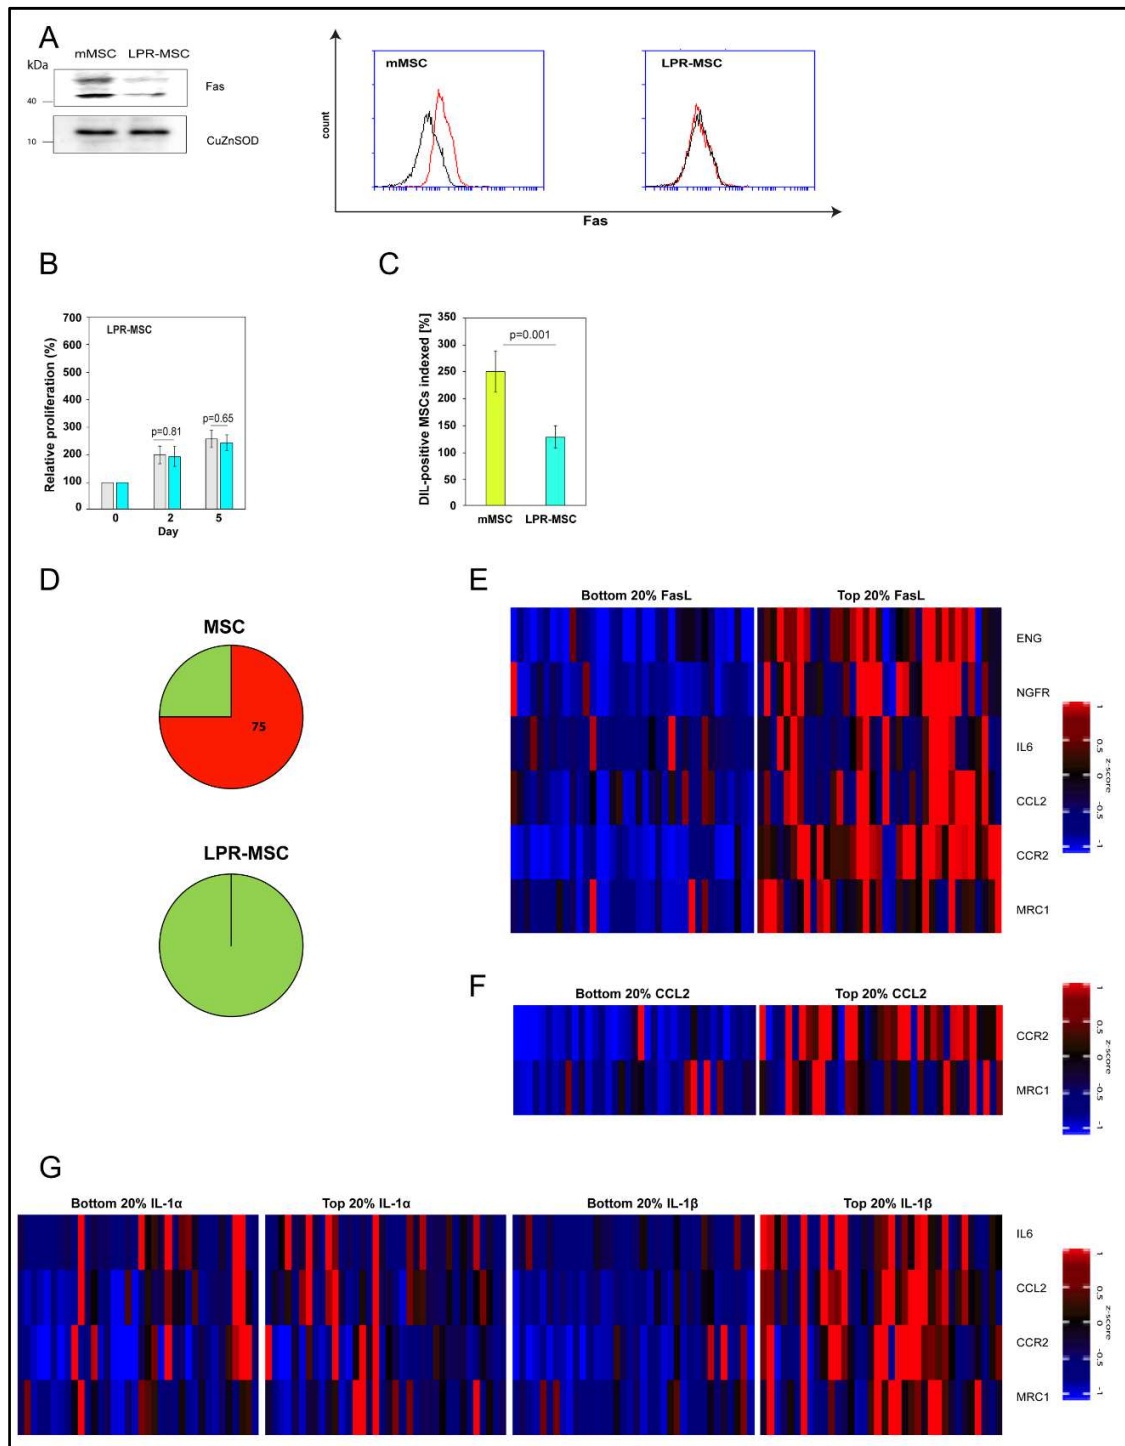 A
mMSC LPR-MSC
kDa
Fas
40
CuZnSOD
10
count
mMSC
LPR-MSC
Fas
B
Relative proliferation (%)
700
600
500
400
300
200
100
0
LPR-MSC
p=0.81
p=0.65
0 2 5
Day
C
DIL-positive MSCs indexed [%]
350
300
250
200
150
100
50
0
p=0.001
mMSC LPR-MSC
D
MSC
75
LPR-MSC
E
Bottom 20% FasL Top 20% FasL
ENG
NGFR
IL6
CCL2
CCR2
MRC1
1
0.5
0
-0.5
-1
z-score
F
Bottom 20% CCL2 Top 20% CCL2
CCR2
MRC1
1
0.5
0
-0.5
-1
z-score
G
Bottom 20% IL-1α Top 20% IL-1α Bottom 20% IL-1β Top 20% IL-1β
IL6
CCL2
CCR2
MRC1
1
0.5
0
-0.5
-1
z-score